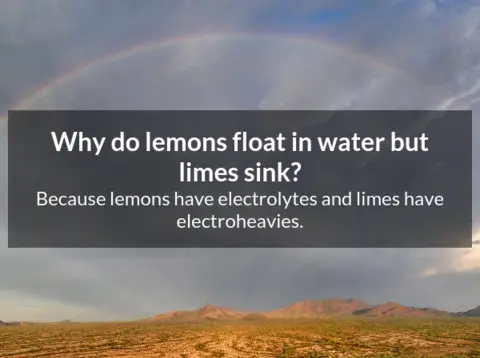 Why do lemons float in water but
limes sink?
Because lemons have electrolytes and limes have
electroheavies.